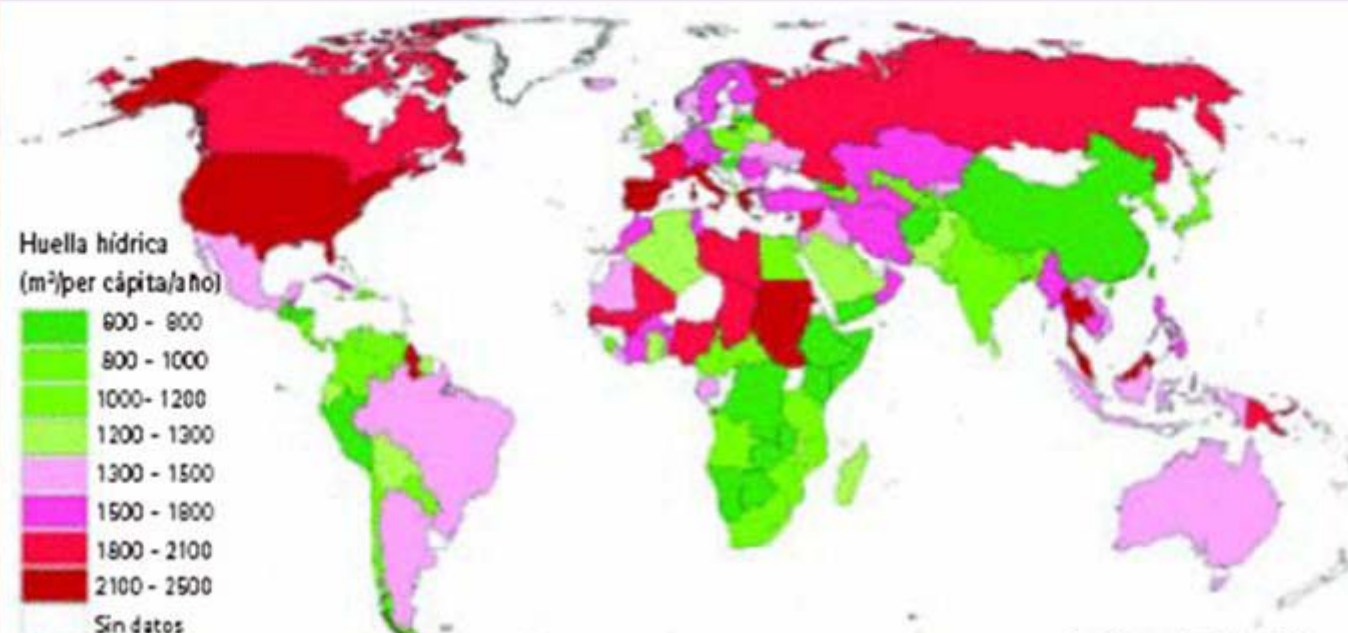 Huella hídrica
(m³/per cápita/año)
600 - 800
800 - 1000
1000- 1200
1200 - 1300
1300 - 1500
1500 - 1800
1800 - 2100
2100 - 2500
Sin datos